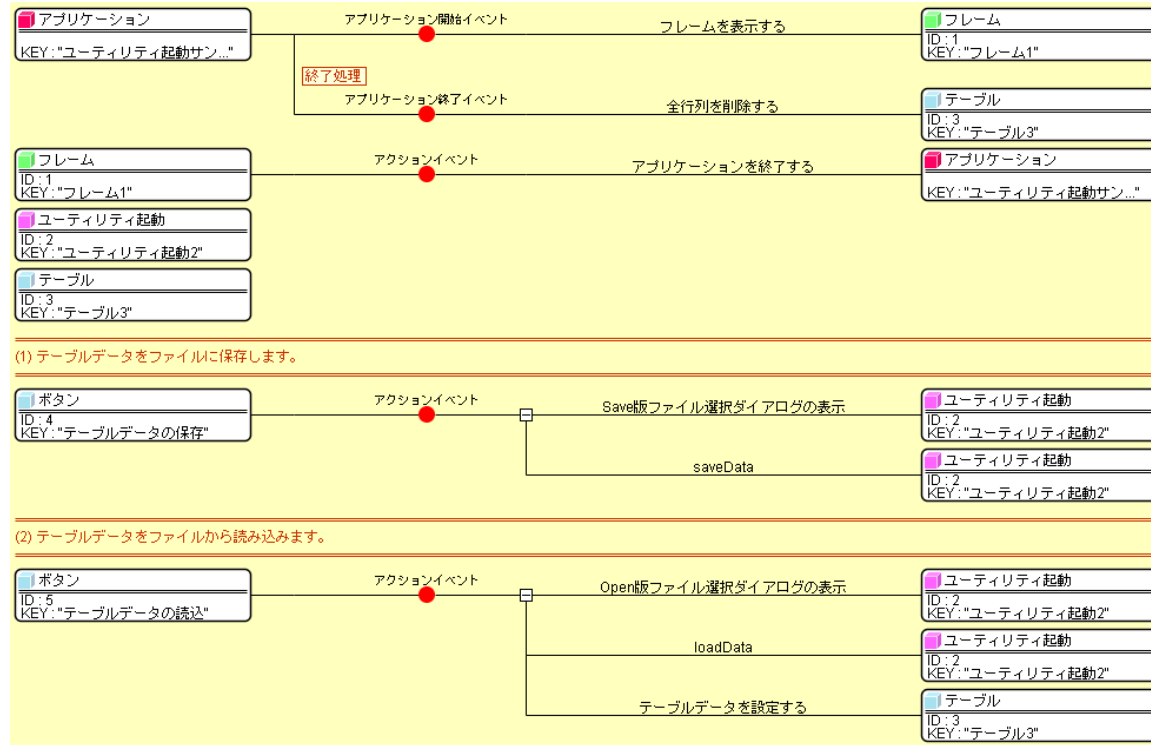 アプリケーション
KEY:"ユーティリティ起動サン..."
アプリケーション開始イベント
フレームを表示する
フレーム
ID:1
KEY:"フレーム1"
終了処理
アプリケーション終了イベント
全行列を削除する
テーブル
ID:3
KEY:"テーブル3"
フレーム
ID:1
KEY:"フレーム1"
アクションイベント
アプリケーションを終了する
アプリケーション
KEY:"ユーティリティ起動サン..."
ユーティリティ起動
ID:2
KEY:"ユーティリティ起動2"
テーブル
ID:3
KEY:"テーブル3"
(1) テーブルデータをファイルに保存します。
ボタン
ID:4
KEY:"テーブルデータの保存"
アクションイベント
Save版ファイル選択ダイアログの表示
ユーティリティ起動
ID:2
KEY:"ユーティリティ起動2"
saveData
ユーティリティ起動
ID:2
KEY:"ユーティリティ起動2"
(2) テーブルデータをファイルから読み込みます。
ボタン
ID:5
KEY:"テーブルデータの読込"
アクションイベント
Open版ファイル選択ダイアログの表示
ユーティリティ起動
ID:2
KEY:"ユーティリティ起動2"
loadData
ユーティリティ起動
ID:2
KEY:"ユーティリティ起動2"
テーブルデータを設定する
テーブル
ID:3
KEY:"テーブル3"